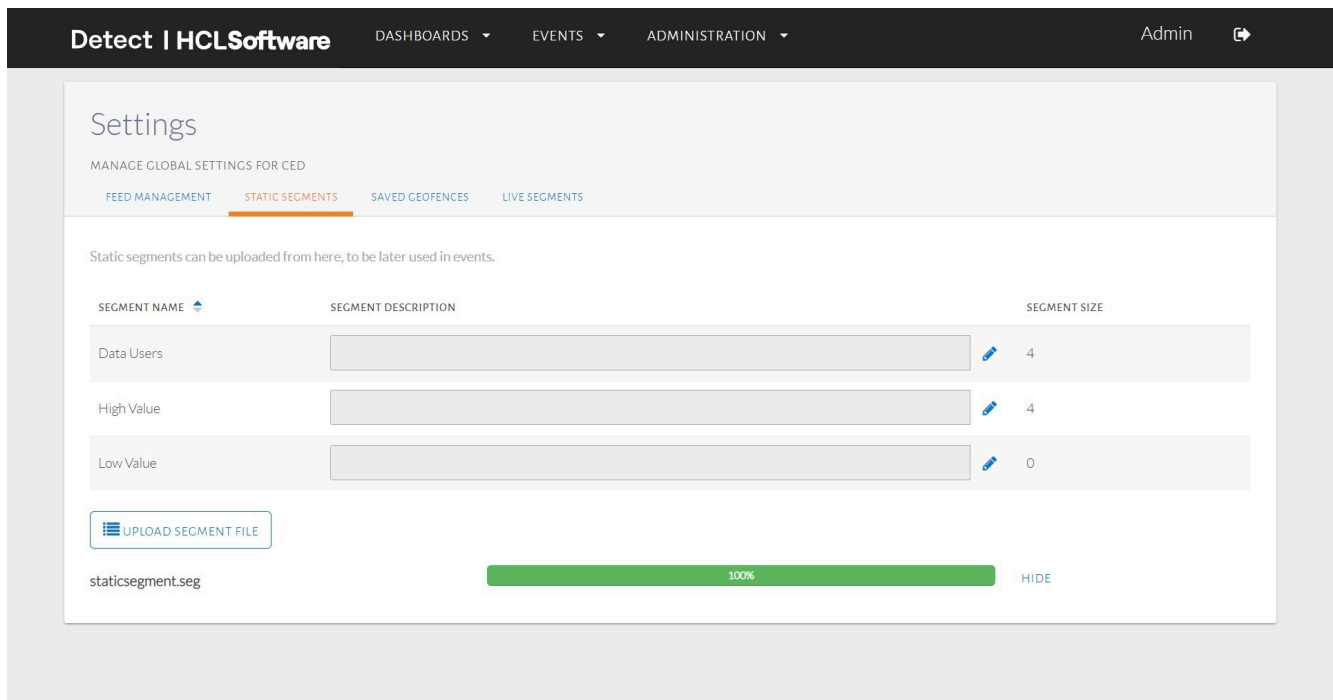 Detect | HCLSoftware DASHBOARDS EVENTS ADMINISTRATION Admin
Settings
MANAGE GLOBAL SETTINGS FOR CED
FEED MANAGEMENT STATIC SEGMENTS SAVED GEOFENCES LIVE SEGMENTS
Static segments can be uploaded from here, to be later used in events.
SEGMENT NAME SEGMENT DESCRIPTION SEGMENT SIZE
Data Users 4
High Value 4
Low Value 0
UPLOAD SEGMENT FILE
staticsegment.seg 100% HIDE